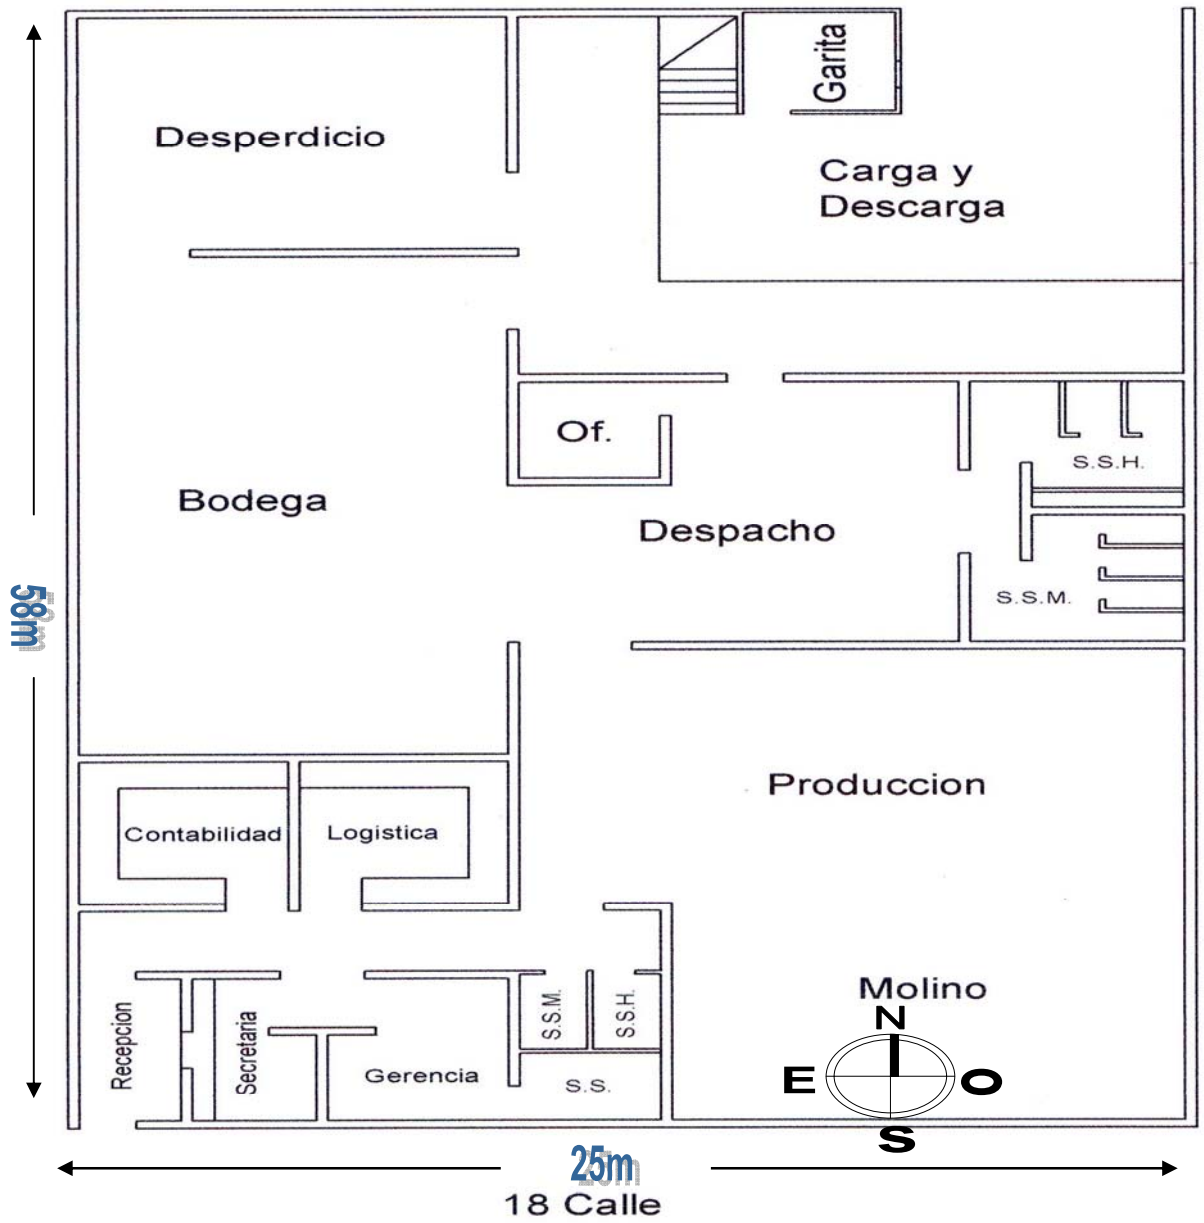 Garita
Desperdicio
Carga y
Descarga
Of.
S.S.H.
Bodega
Despacho
58m
S.S.M.
Produccion
Contabilidad
Logistica
Molino
Recepcion
Secretaria
Gerencia
S.S.M.
S.S.H.
S.S.
N
E
O
S
25m
18 Calle